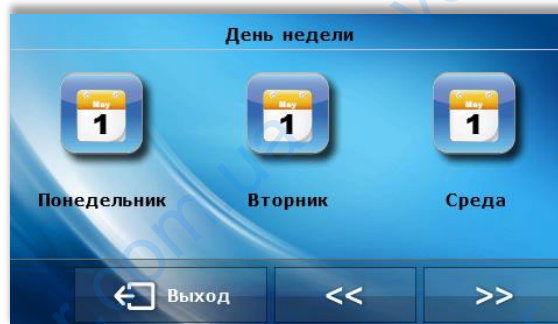 День недели
May May May
1 1 1
Понедельник Вторник Среда
Выход << >>